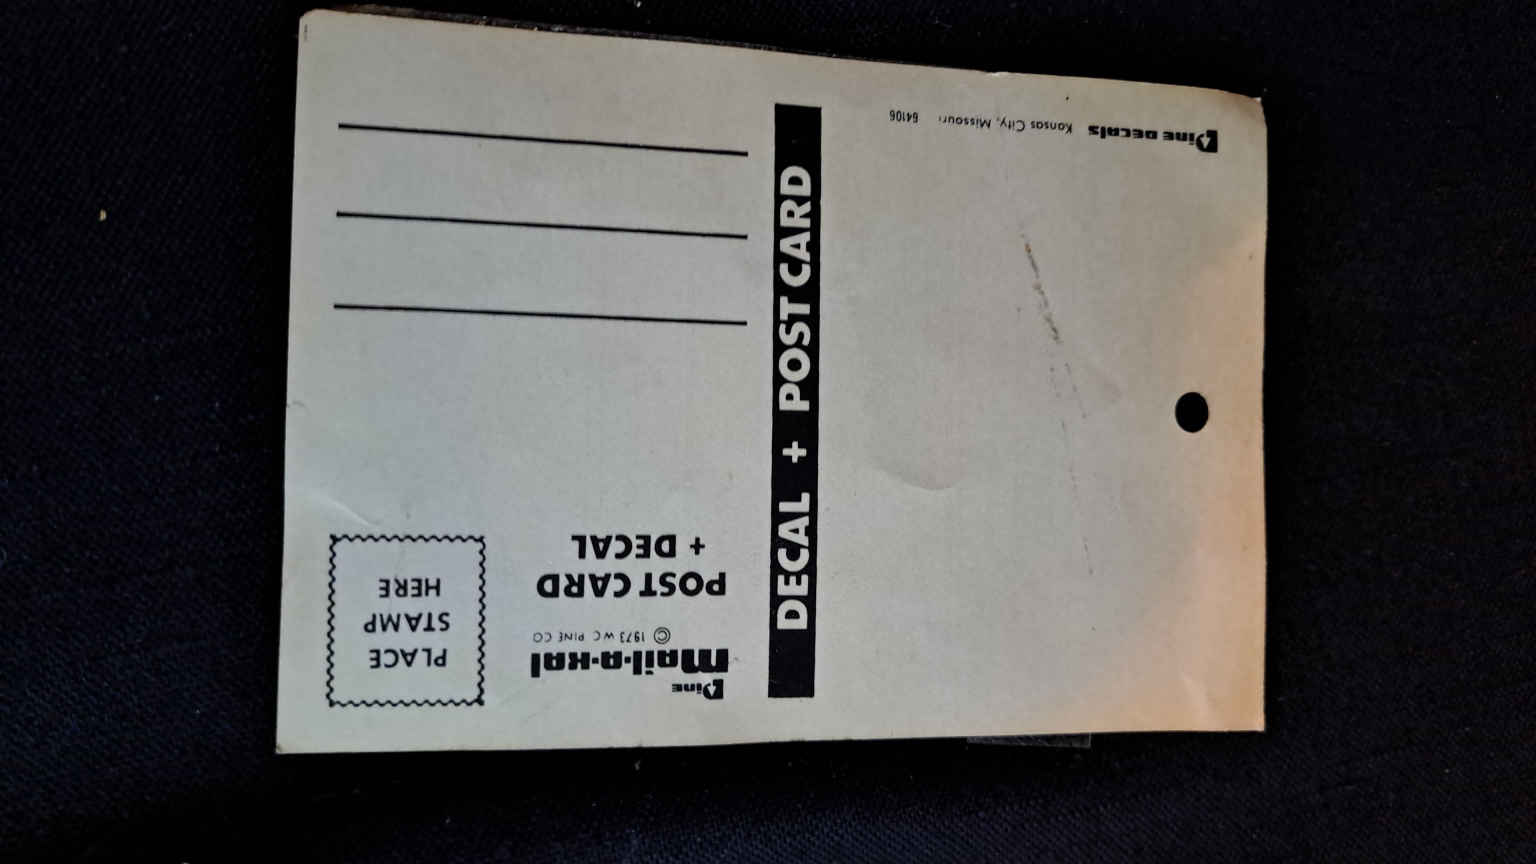 Pine
Mail-a-Kal
© 1973 W C PINE CO
POST CARD
+ DECAL
PLACE
STAMP
HERE
DECAL + POST CARD
Pine DECALS Kansas City, Missouri 64106